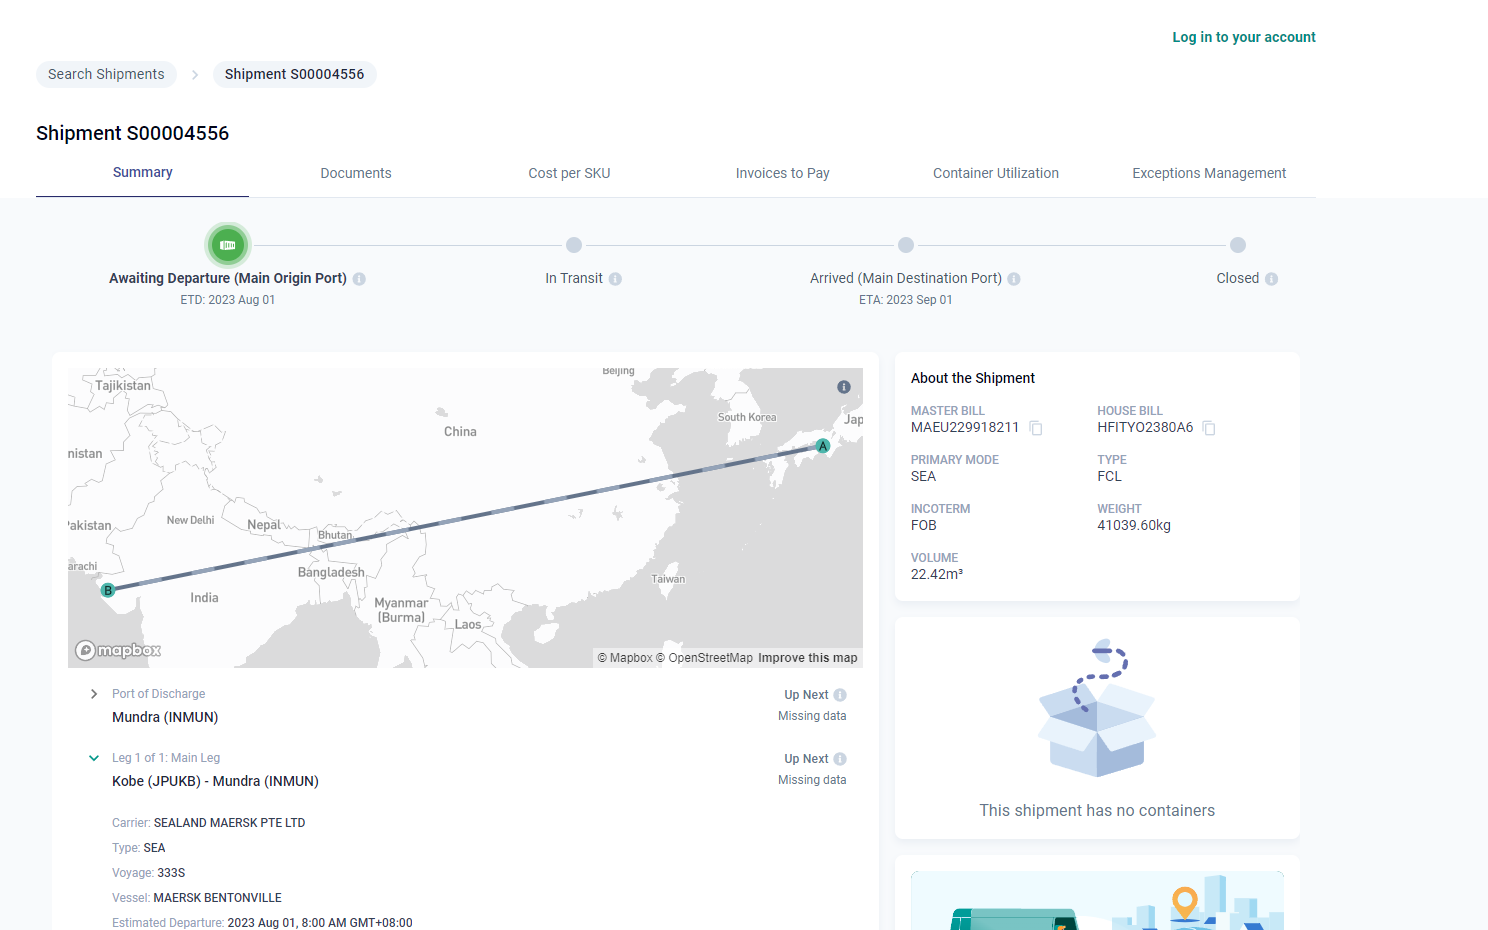 Log in to your account
Search Shipments
Shipment S00004556
Shipment S00004556
Summary
Documents
Cost per SKU
Invoices to Pay
Container Utilization
Exceptions Management
Awaiting Departure (Main Origin Port)
ETD: 2023 Aug 01
In Transit
Arrived (Main Destination Port)
ETA: 2023 Sep 01
Closed
Beijing
Tajikistan
South Korea
Jap
China
A
nistan
New Delhi
Pakistan
Nepal
Bhutan
arachi
Bangladesh
Taiwan
B
India
Myanmar
(Burma)
Laos
mapbox
© Mapbox © OpenStreetMap Improve this map
Port of Discharge
Mundra (INMUN)
Up Next
Missing data
Leg 1 of 1: Main Leg
Kobe (JPUKB) - Mundra (INMUN)
Up Next
Missing data
Carrier: SEALAND MAERSK PTE LTD
Type: SEA
Voyage: 333S
Vessel: MAERSK BENTONVILLE
Estimated Departure: 2023 Aug 01, 8:00 AM GMT+08:00
About the Shipment
MASTER BILL
MAEU229918211
HOUSE BILL
HFITYO2380A6
PRIMARY MODE
SEA
TYPE
FCL
INCOTERM
FOB
WEIGHT
41039.60kg
VOLUME
22.42m³
This shipment has no containers